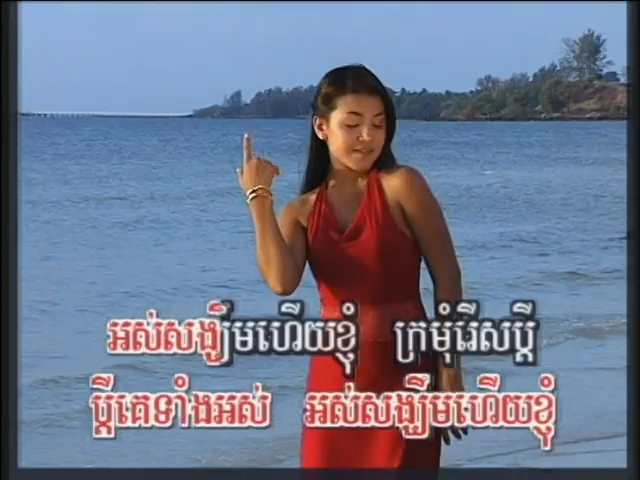 អស់សង្ឃឹមហើយខ្ញុំ ក្រមុំរើសប្តី
ប្តីគេទាំងអស់ អស់សង្ឃឹមហើយខ្ញុំ